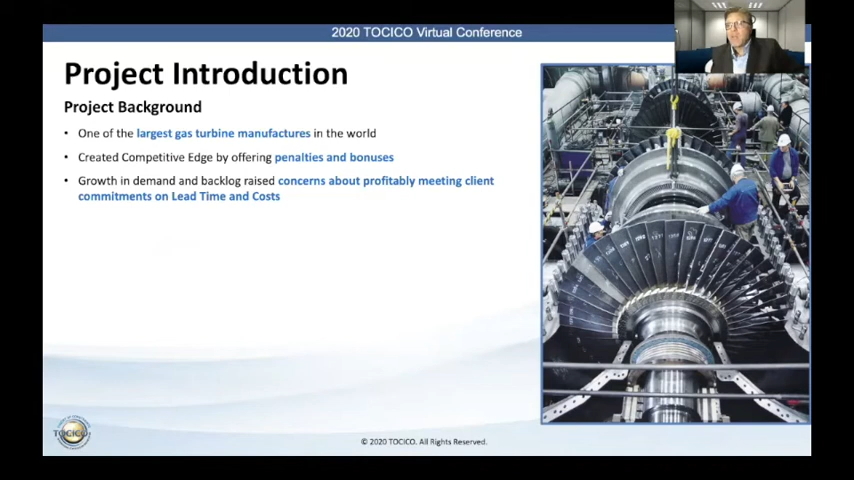 2020 TOCICO Virtual Conference
Project Introduction
Project Background
• One of the largest gas turbine manufactures in the world
• Created Competitive Edge by offering penalties and bonuses
• Growth in demand and backlog raised concerns about profitably meeting client
commitments on Lead Time and Costs
TOCICO
© 2020 TOCICO. All Rights Reserved.